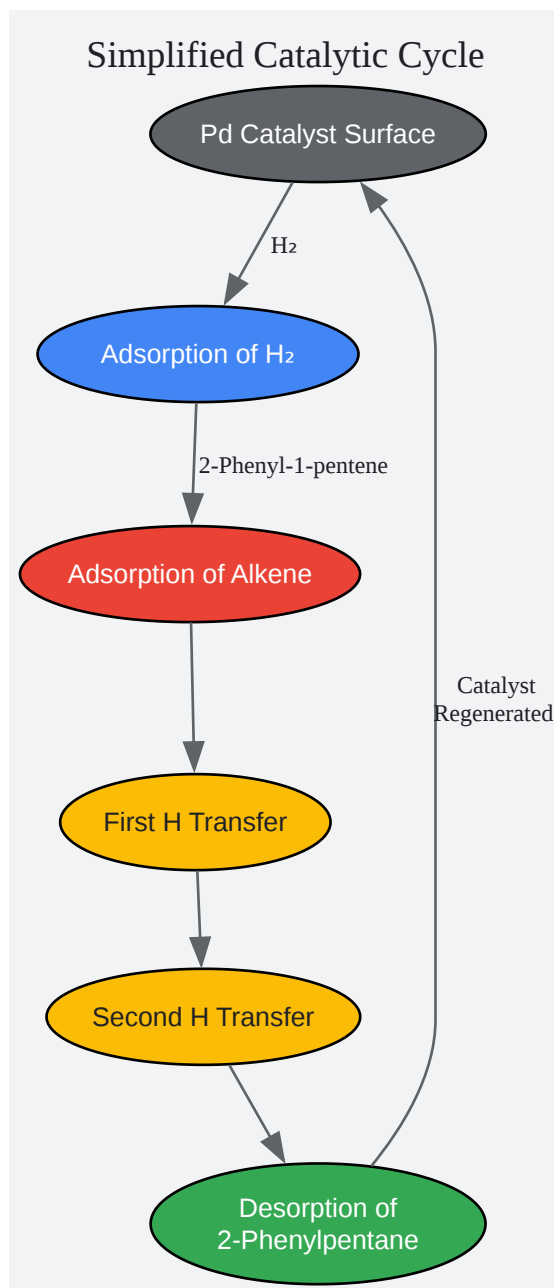 Simplified Catalytic Cycle
Pd Catalyst Surface
H₂
Adsorption of H₂
2-Phenyl-1-pentene
Adsorption of Alkene
Catalyst
Regenerated
First H Transfer
Second H Transfer
Desorption of
2-Phenylpentane